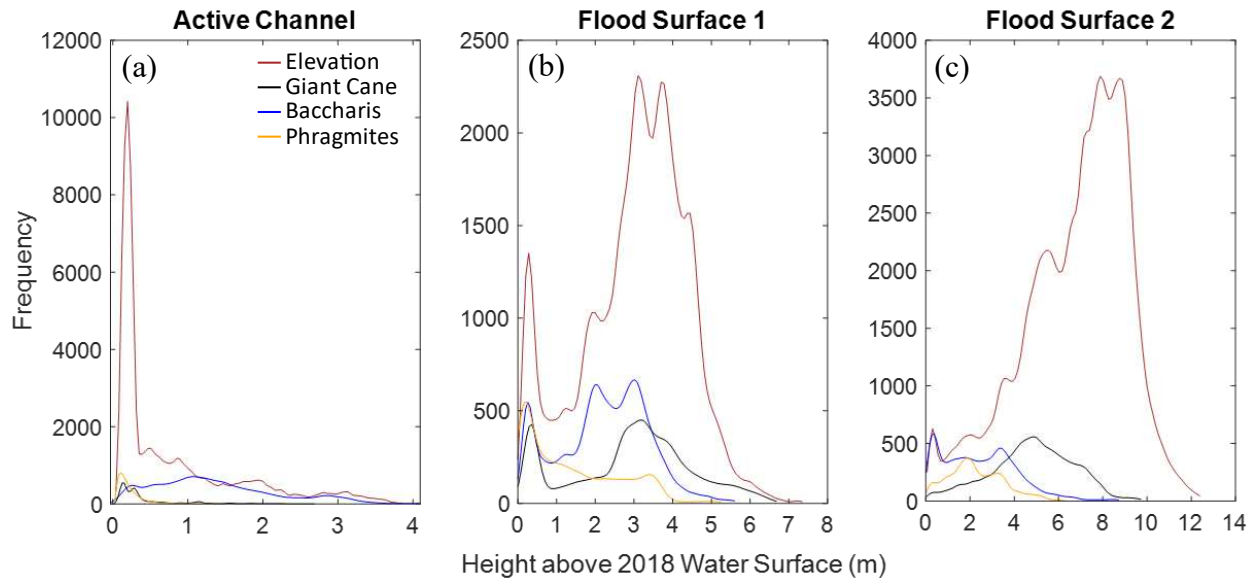 Active Channel
Flood Surface 1
Flood Surface 2
(a)
(b)
(c)
Elevation
Giant Cane
Baccharis
Phragmites
Frequency
12000
10000
8000
6000
4000
2000
0
0 1 2 3 4
2500
2000
1500
1000
500
0
0 1 2 3 4 5 6 7 8
4000
3500
3000
2500
2000
1500
1000
500
0
0 2 4 6 8 10 12 14
Height above 2018 Water Surface (m)